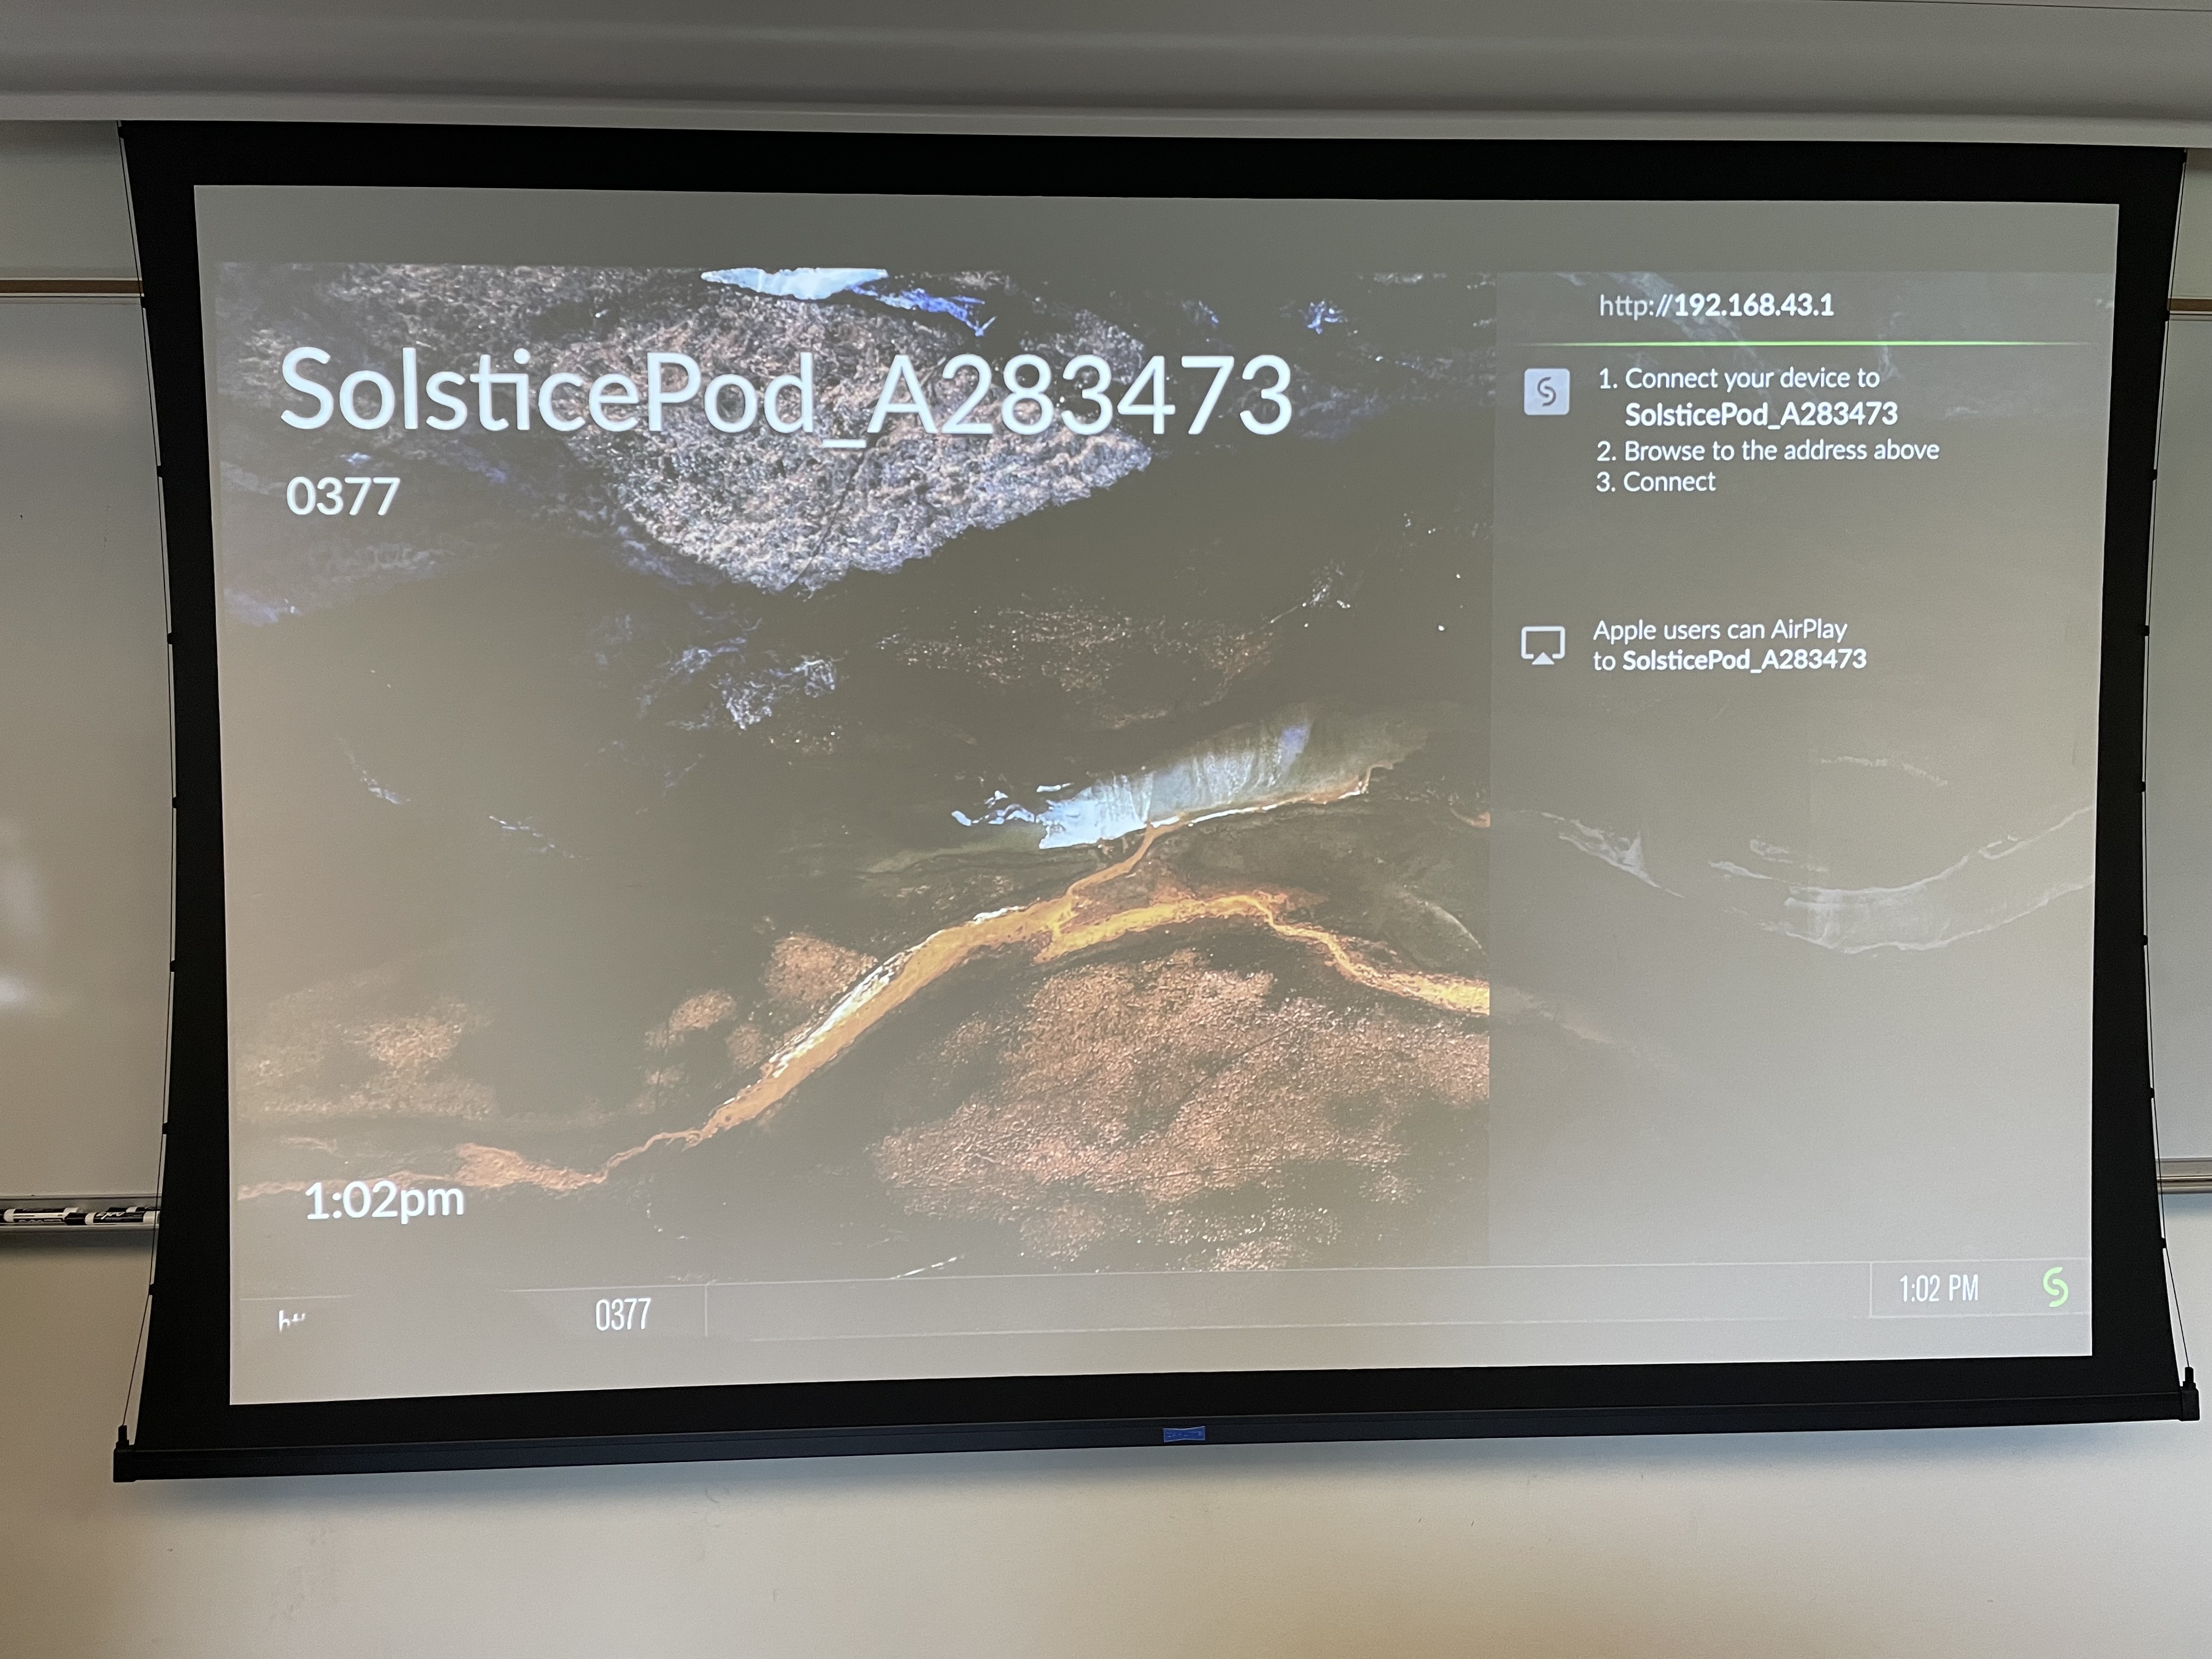 SolsticePod_A283473
0377
1:02pm
http://192.168.43.1
1. Connect your device to
SolsticePod_A283473
2. Browse to the address above
3. Connect
Apple users can AirPlay
to SolsticePod_A283473
0377
1:02 PM